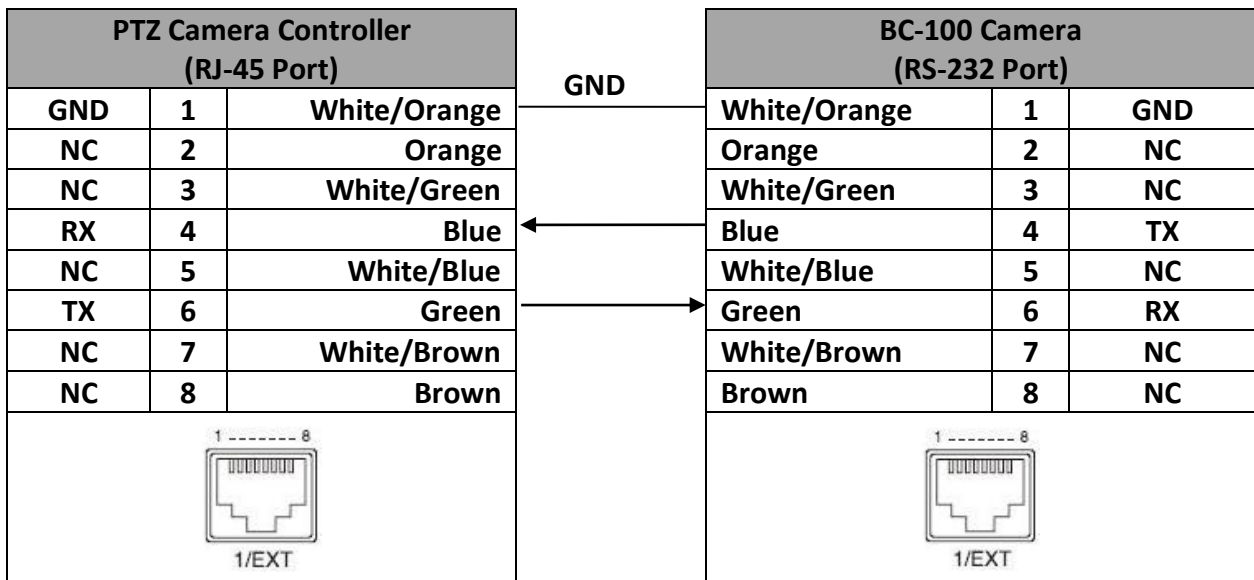 PTZ Camera Controller
(RJ-45 Port)
GND 1 White/Orange
NC 2 Orange
NC 3 White/Green
RX 4 Blue
NC 5 White/Blue
TX 6 Green
NC 7 White/Brown
NC 8 Brown
1 ------- 8
1/EXT
GND
BC-100 Camera
(RS-232 Port)
White/Orange 1 GND
Orange 2 NC
White/Green 3 NC
Blue 4 TX
White/Blue 5 NC
Green 6 RX
White/Brown 7 NC
Brown 8 NC
1 ------- 8
1/EXT